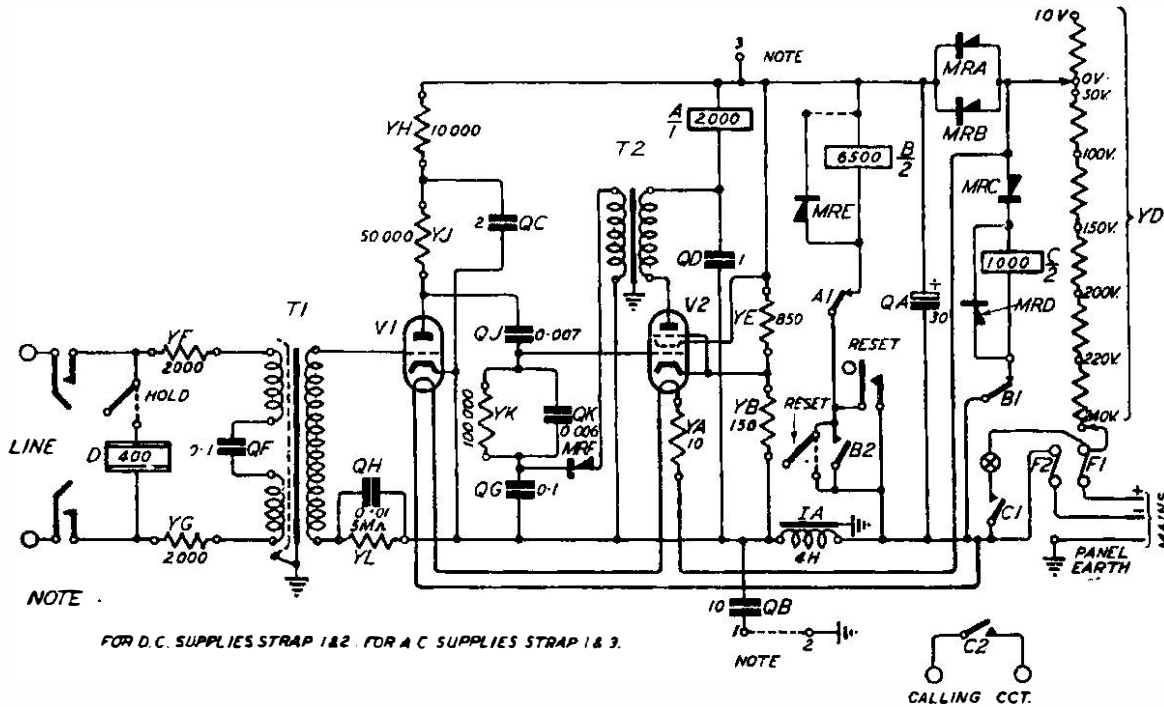 10V
3
NOTE
MRA
0V
50V.
YH
10 000
A/1
2000
T2
MRB
B/2
6500
100V.
MRC
YD
MRE
2
QC
50 000
YJ
150V.
QD
1
C/2
1000
T1
V1
V2
A1
QA
+
30
MRD
200V.
QJ
0·007
YE
850
YF
2000
RESET
220V.
HOLD
YK
100 000
QK
0·006
YA
10
YB
150
RESET
B1
LINE
D
400
0·1
QF
MRF
B2
240V.
QG
0·1
F2
F1
QH
0·01
IA
C1
+
MAINS
YG
2000
5MΩ
YL
4H
PANEL
EARTH
NOTE
10
QB
1
2
FOR D.C. SUPPLIES STRAP 1&2. FOR A C SUPPLIES STRAP 1 & 3.
NOTE
C2
CALLING CCT.